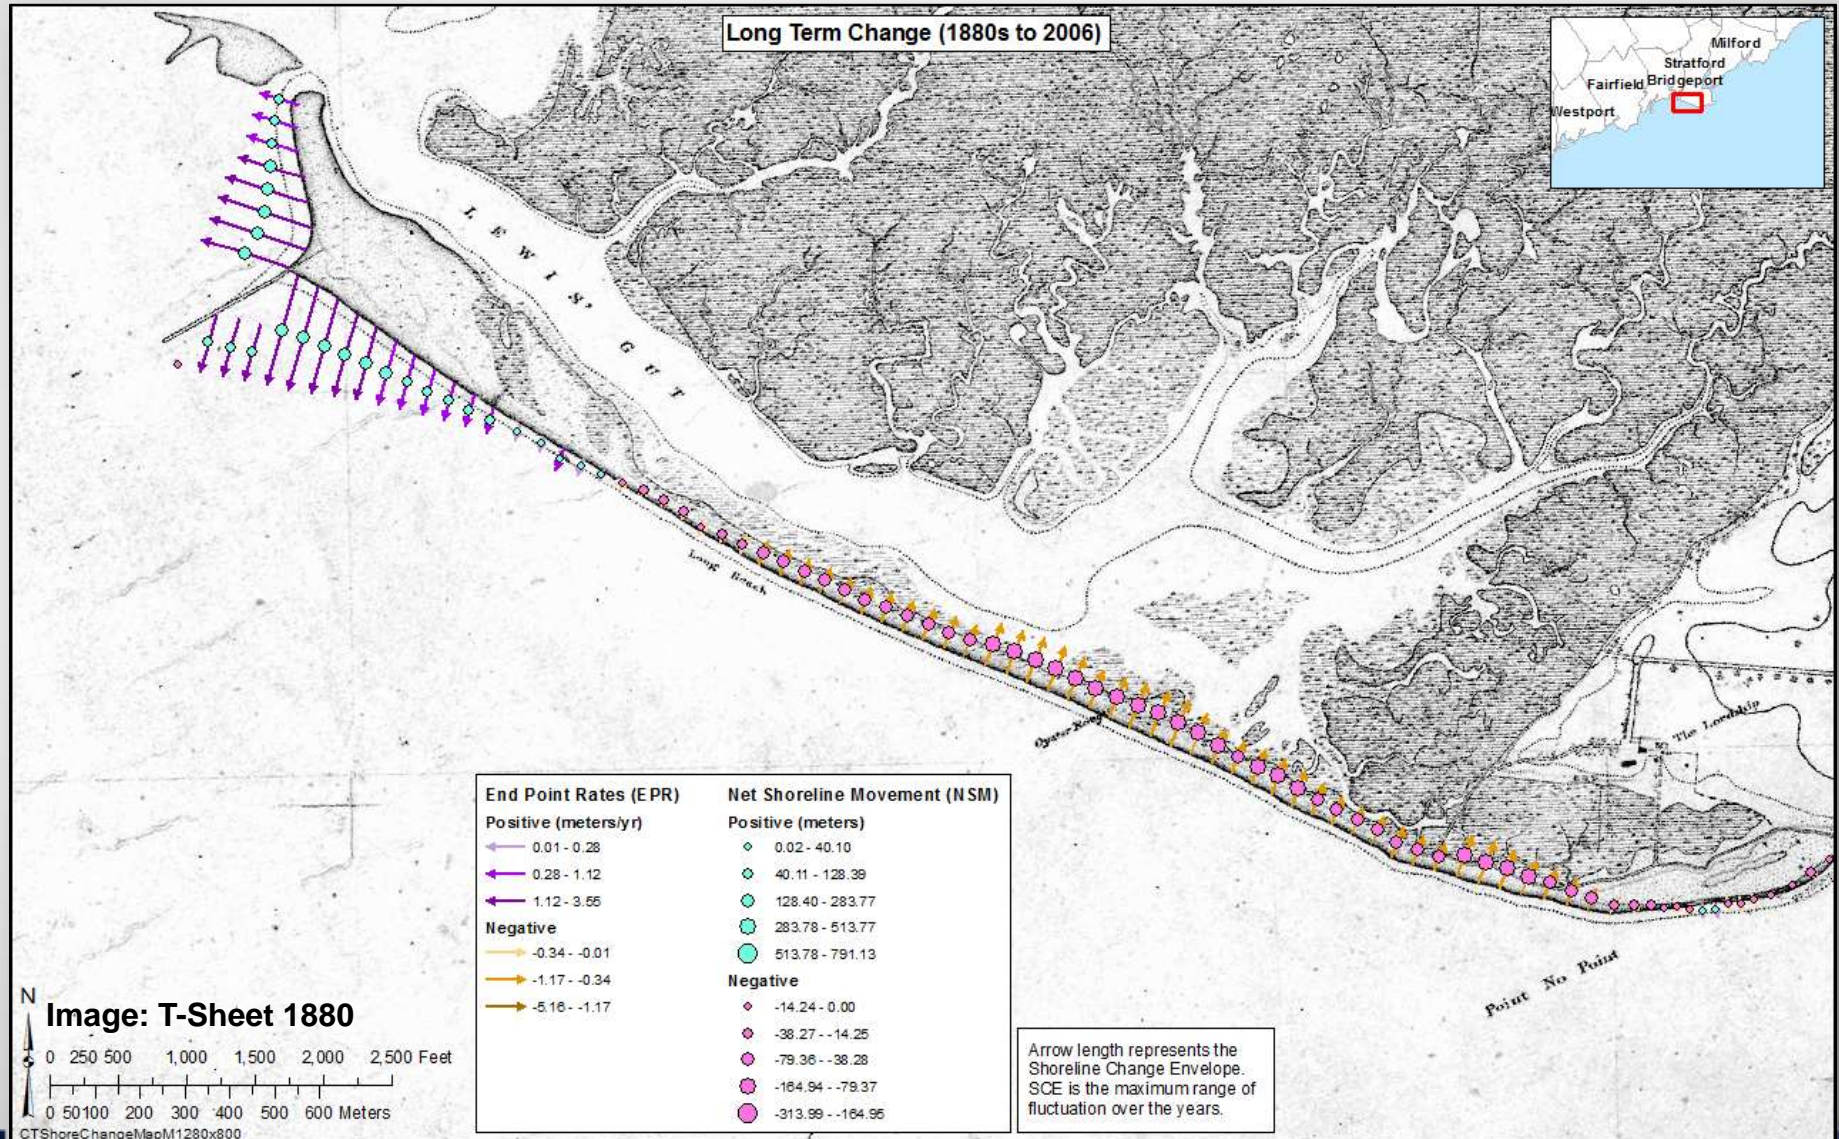 Long Term Change (1880s to 2006)
Milford
Stratford
Fairfield Bridgeport
Westport
LEWIS' GUT
Long Beach
The Lordship
Point No Point
End Point Rates (EPR)
Positive (meters/yr)
0.01 - 0.28
0.28 - 1.12
1.12 - 3.55
Negative
-0.34 - -0.01
-1.17 - -0.34
-5.16 - -1.17
Net Shoreline Movement (NSM)
Positive (meters)
0.02 - 40.10
40.11 - 128.39
128.40 - 283.77
283.78 - 513.77
513.78 - 791.13
Negative
-14.24 - 0.00
-38.27 - -14.25
-79.36 - -38.28
-164.94 - -79.37
-313.99 - -164.95
Arrow length represents the
Shoreline Change Envelope.
SCE is the maximum range of
fluctuation over the years.
N
Image: T-Sheet 1880
0 250 500 1,000 1,500 2,000 2,500 Feet
0 50 100 200 300 400 500 600 Meters
CTShoreChangeMapM1280x800